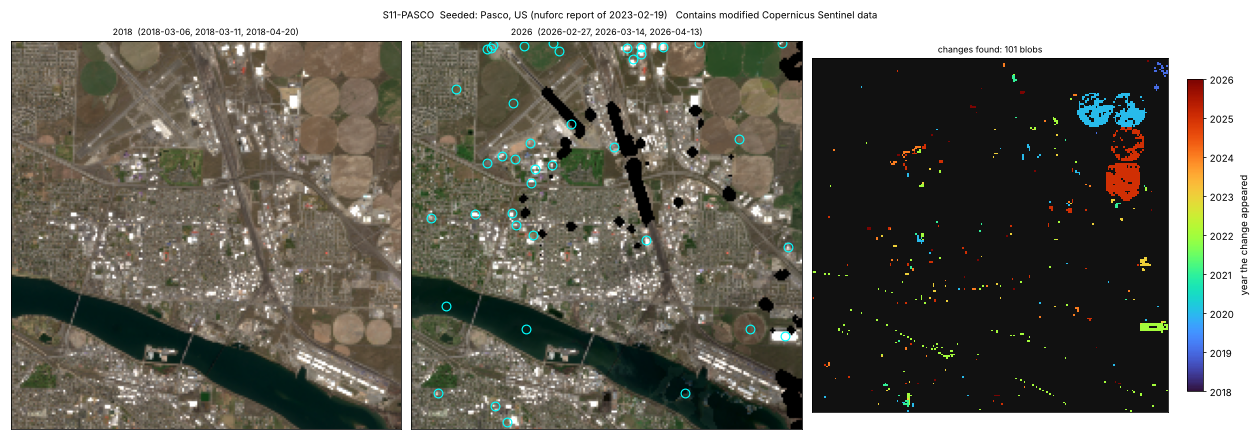 S11-PASCO  Seeded: Pasco, US (nuforc report of 2023-02-19)   Contains modified Copernicus Sentinel data
2018  (2018-03-06, 2018-03-11, 2018-04-20)
2026  (2026-02-27, 2026-03-14, 2026-04-13)
changes found: 101 blobs
2026
2025
2024
2023
2022
2021
2020
2019
2018
year the change appeared